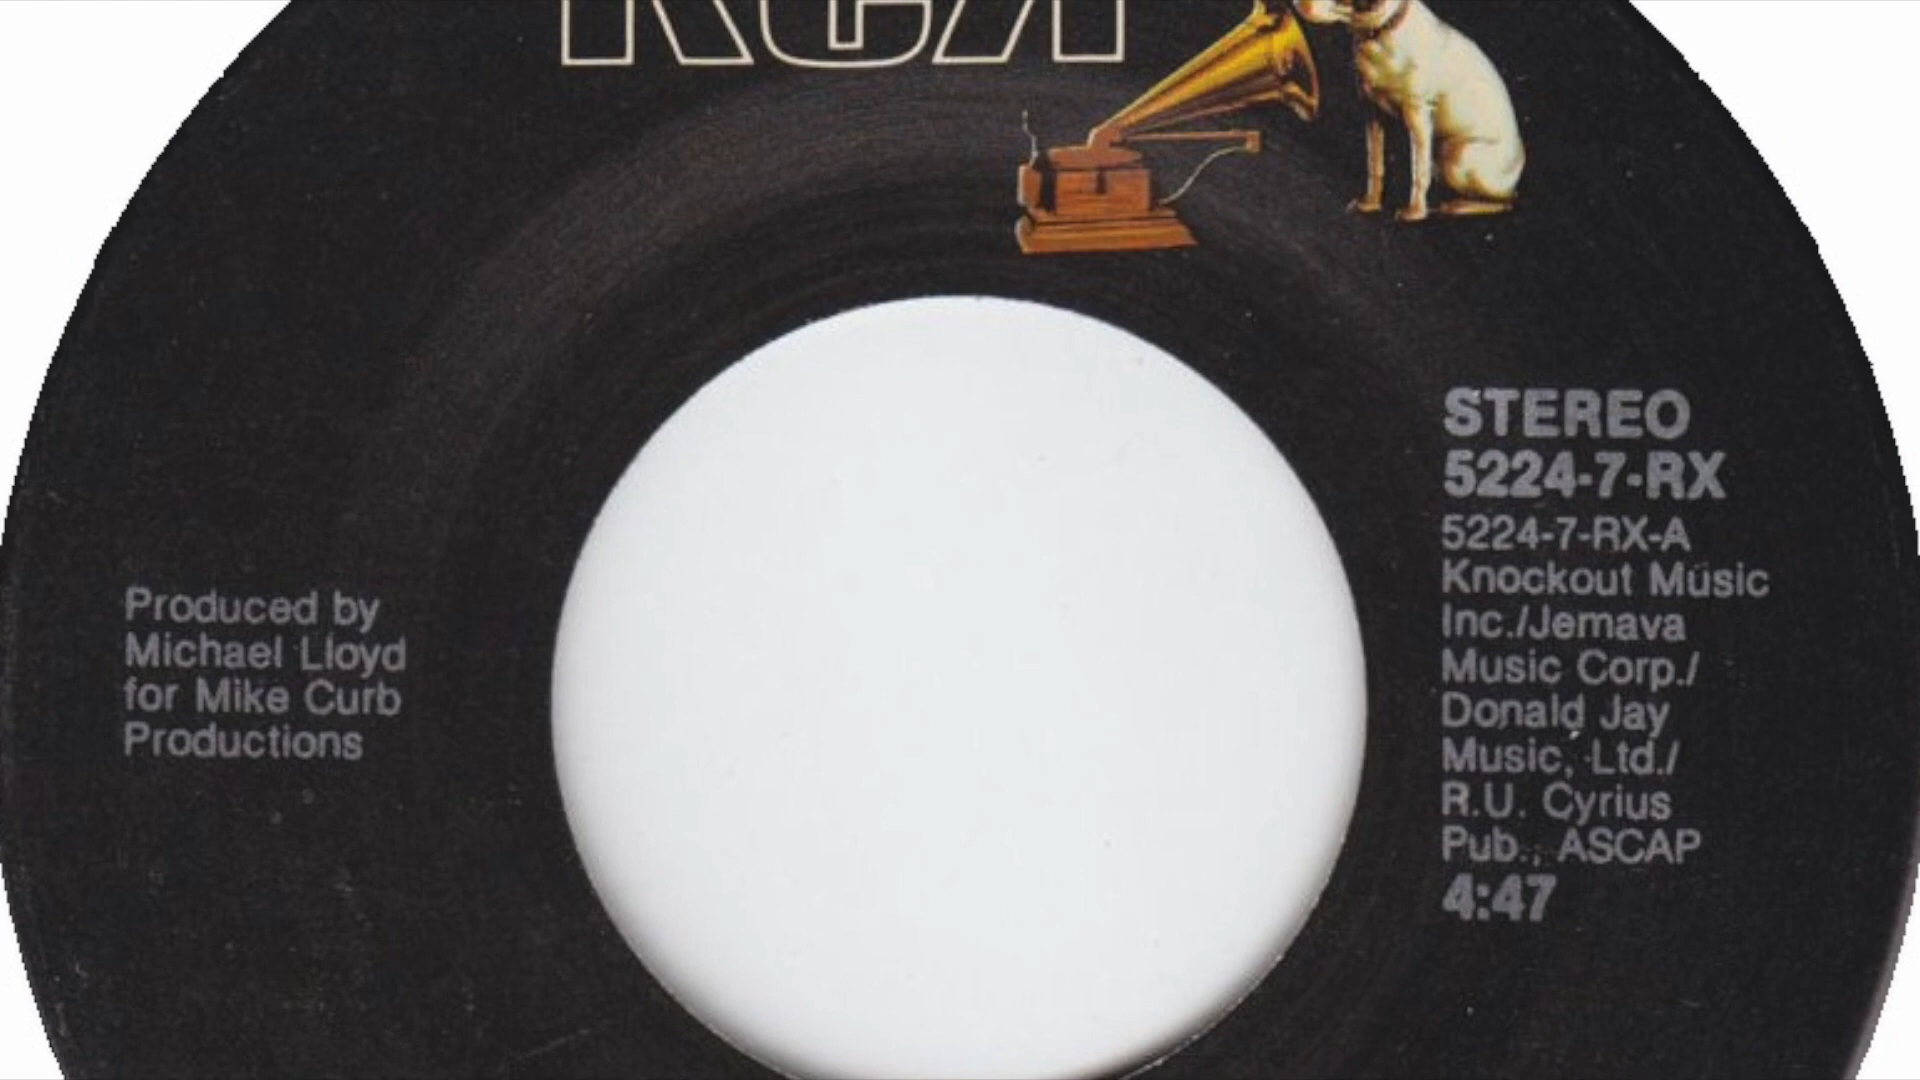 RCA
STEREO
5224-7-RX
5224-7-RX-A
Knockout Music
Inc./Jemava
Music Corp./
Donald Jay
Music, Ltd./
R.U. Cyrius
Pub., ASCAP
4:47
Produced by
Michael Lloyd
for Mike Curb
Productions